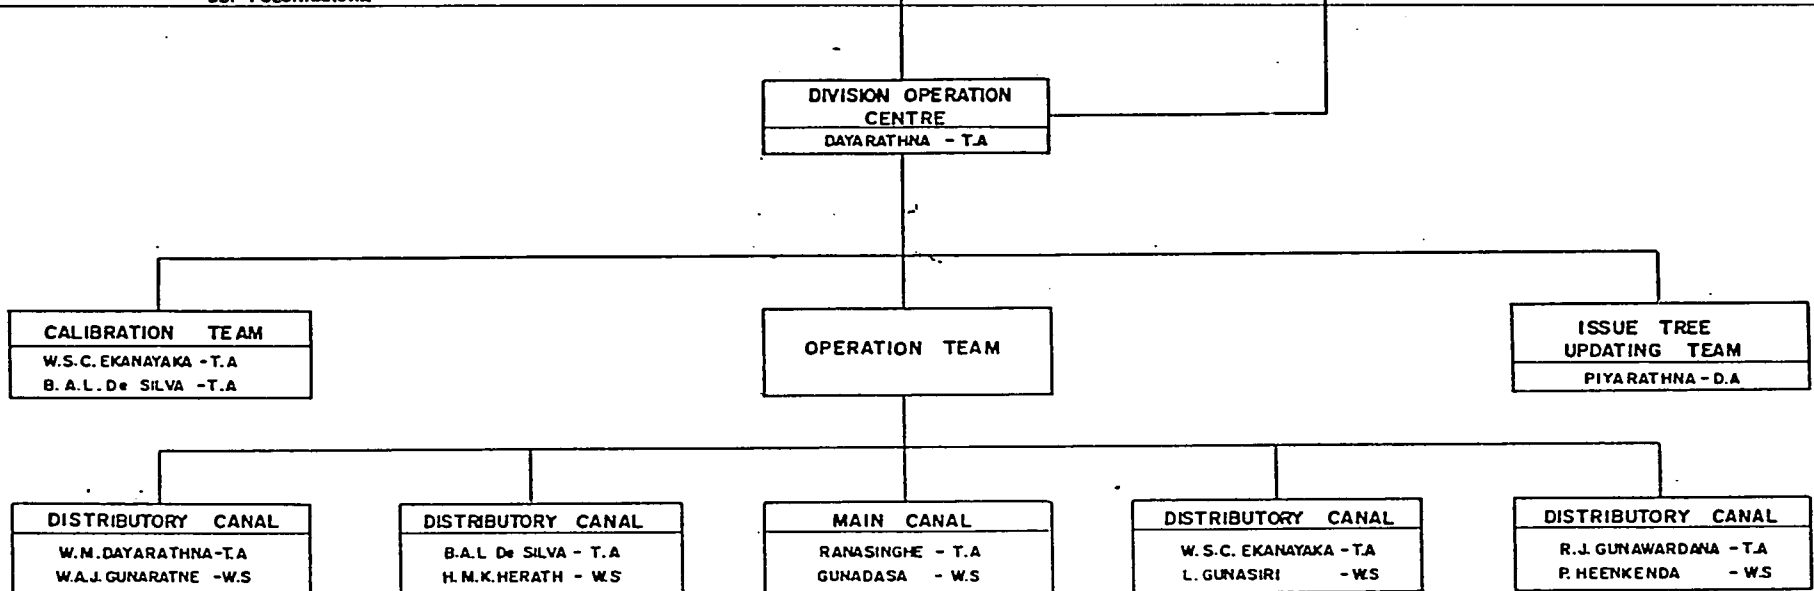 DIVISION OPERATION
CENTRE
DAYARATHNA - T.A
CALIBRATION TEAM
W.S.C. EKANAYAKA - T.A
B. A.L. De SILVA - T.A
OPERATION TEAM
ISSUE TREE
UPDATING TEAM
PIYARATHNA - D.A
DISTRIBUTORY CANAL
W.M. DAYARATHNA - T.A
W.A.J. GUNARATNE - W.S
DISTRIBUTORY CANAL
B.A.L De SILVA - T.A
H.M.K. HERATH - W.S
MAIN CANAL
RANASINGHE - T.A
GUNADASA - W.S
DISTRIBUTORY CANAL
W.S.C. EKANAYAKA - T.A
L. GUNASIRI - W.S
DISTRIBUTORY CANAL
R.J. GUNAWARDANA - T.A
P. HEENKENDA - W.S